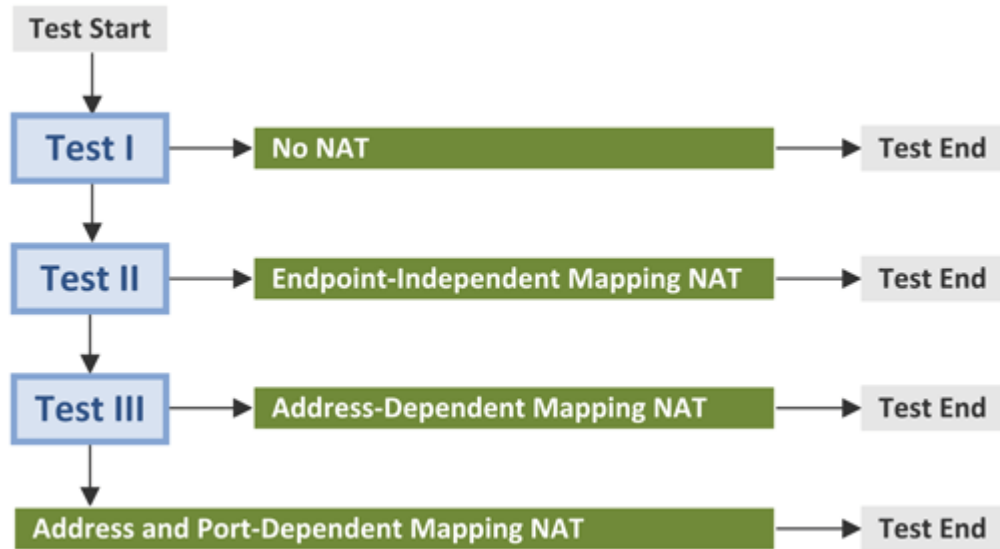 Test Start
Test I
No NAT
Test End
Test II
Endpoint-Independent Mapping NAT
Test End
Test III
Address-Dependent Mapping NAT
Test End
Address and Port-Dependent Mapping NAT
Test End